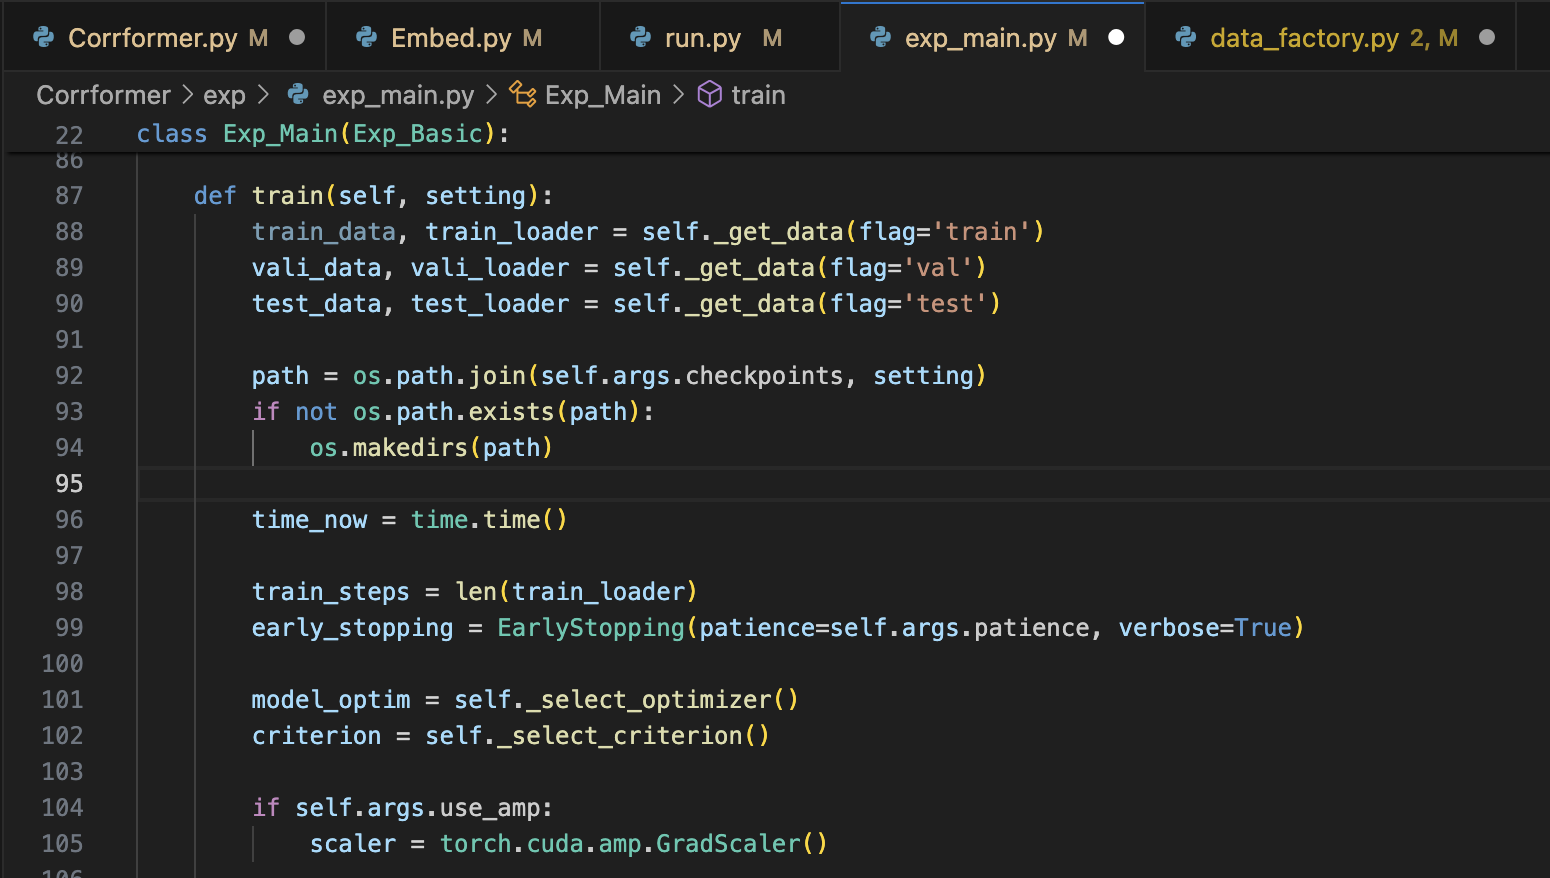 Corrformer.py M
Embed.py M
run.py M
exp_main.py M
data_factory.py 2, M
Corrformer > exp > exp_main.py > Exp_Main > train
22 class Exp_Main(Exp_Basic):
86
87 def train(self, setting):
88 train_data, train_loader = self._get_data(flag='train')
89 vali_data, vali_loader = self._get_data(flag='val')
90 test_data, test_loader = self._get_data(flag='test')
91
92 path = os.path.join(self.args.checkpoints, setting)
93 if not os.path.exists(path):
94 os.makedirs(path)
95
96 time_now = time.time()
97
98 train_steps = len(train_loader)
99 early_stopping = EarlyStopping(patience=self.args.patience, verbose=True)
100
101 model_optim = self._select_optimizer()
102 criterion = self._select_criterion()
103
104 if self.args.use_amp:
105 scaler = torch.cuda.amp.GradScaler()
106